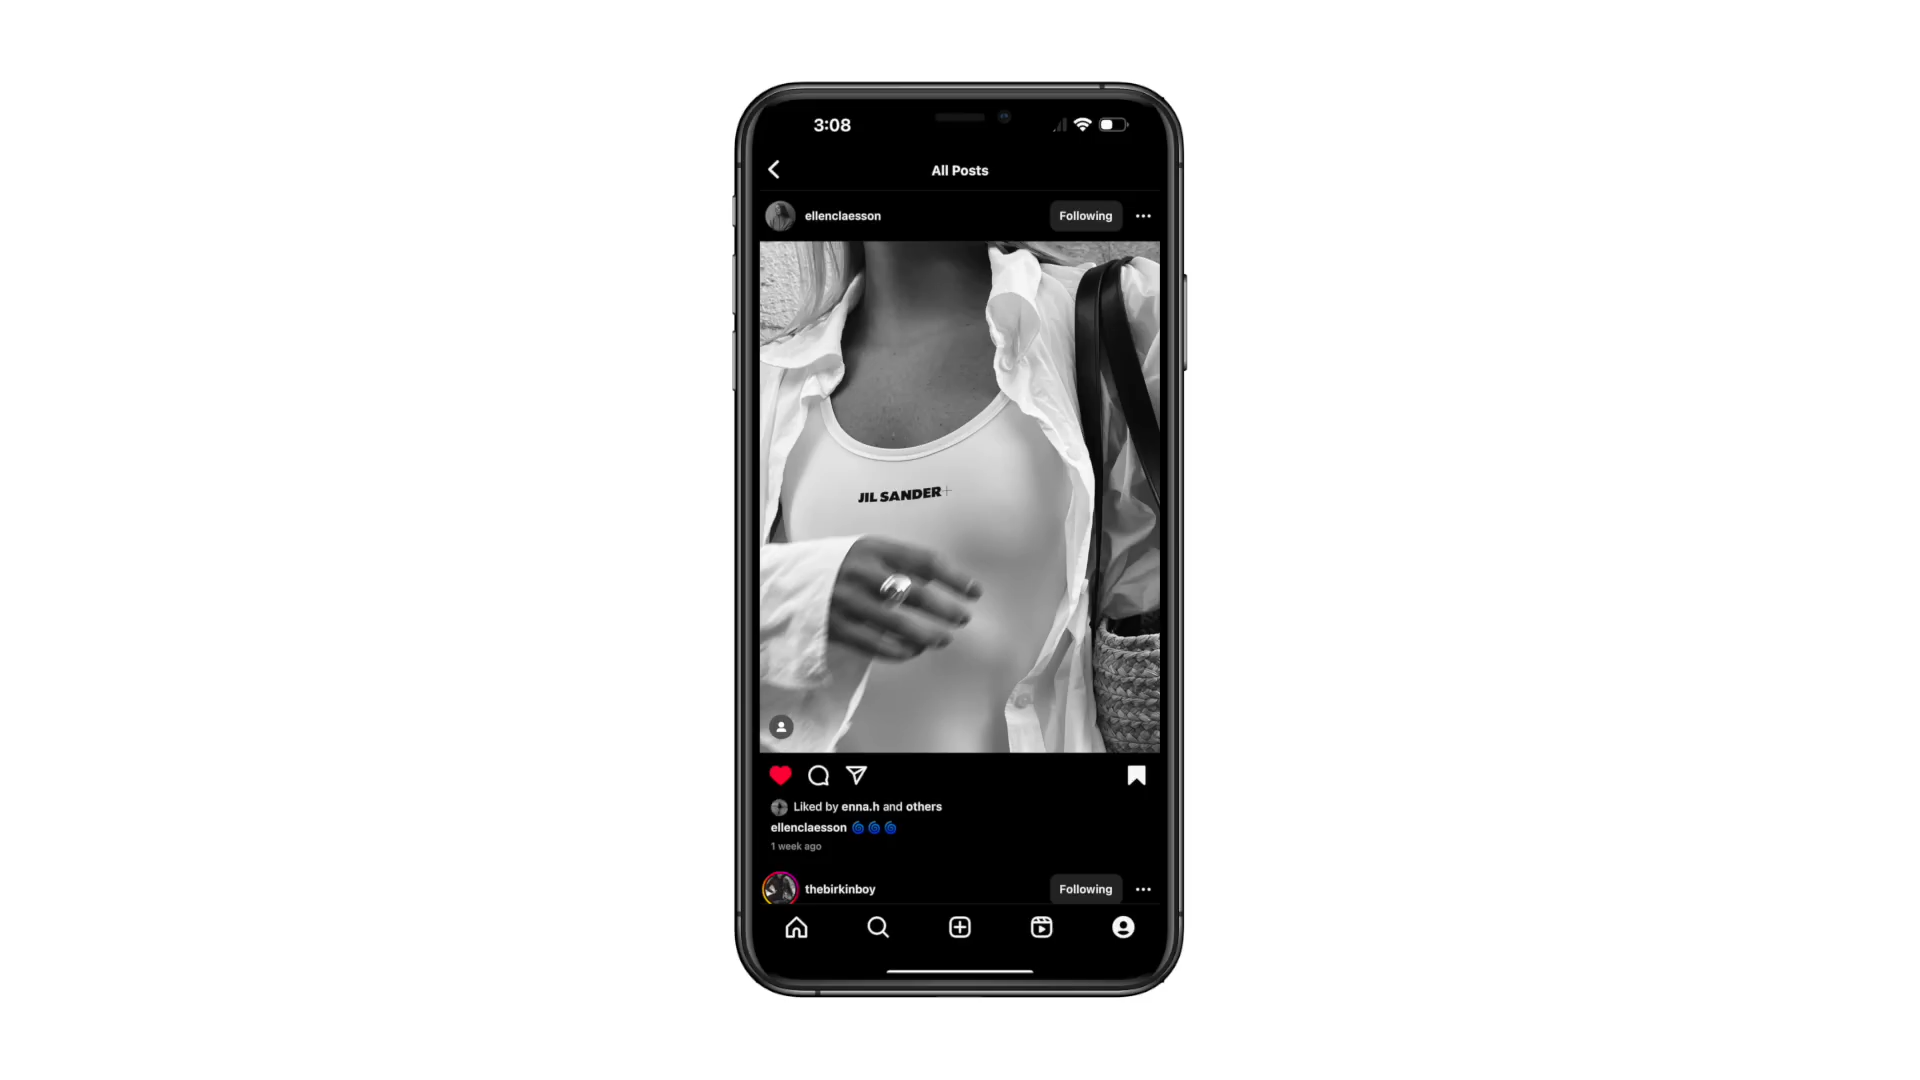 3:08
All Posts
ellenclaesson
Following
JIL SANDER+
Liked by enna.h and others
ellenclaesson 🌀🌀🌀
1 week ago
thebirkinboy
Following